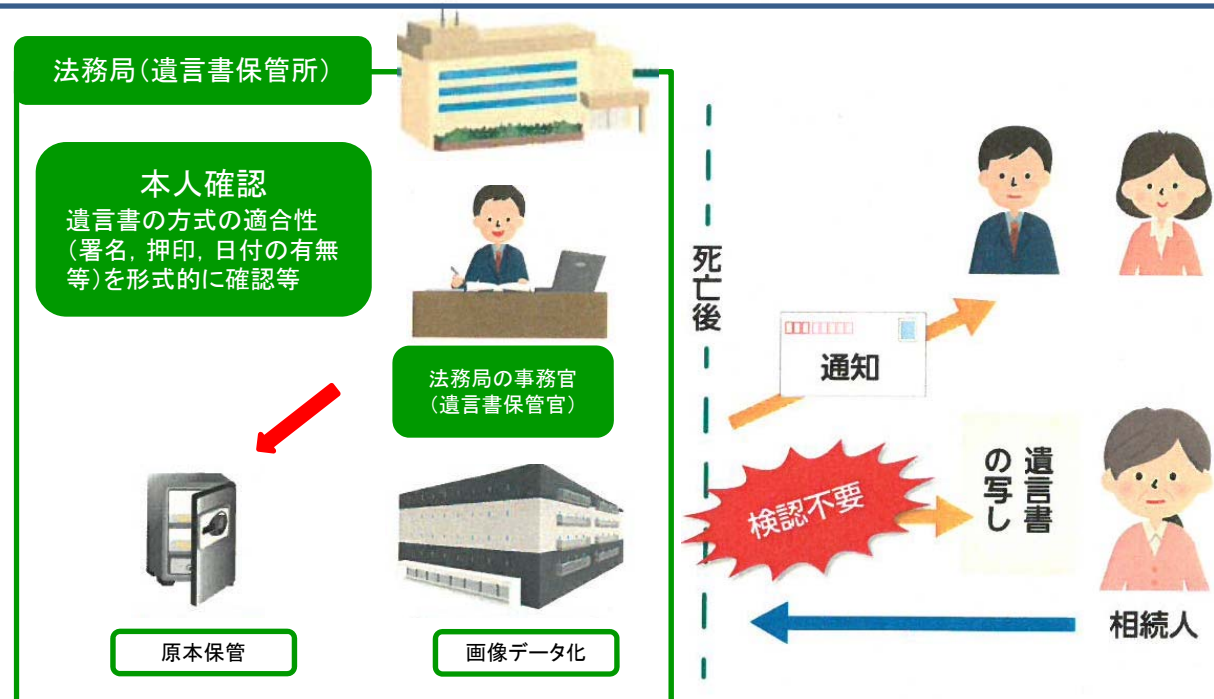 法務局（遺言書保管所）
本人確認
遺言書の方式の適合性
（署名，押印，日付の有無
等）を形式的に確認等
法務局の事務官
（遺言書保管官）
原本保管
画像データ化
死亡後
通知
検認不要
遺言書
の写し
相続人